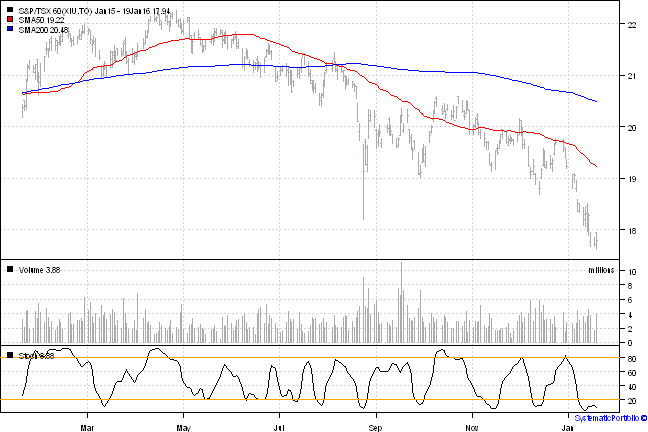 S&P/TSX 60(XIU.TO) Jan15 - 19Jan16 17.94
SMA50 19.22
SMA200 20.48
22
21
20
19
18
Volume 3.88
millions
10
8
6
4
2
0
80
60
40
20
Mar
May
Jul
Sep
Nov
Jan
SystematicPortfolio ©